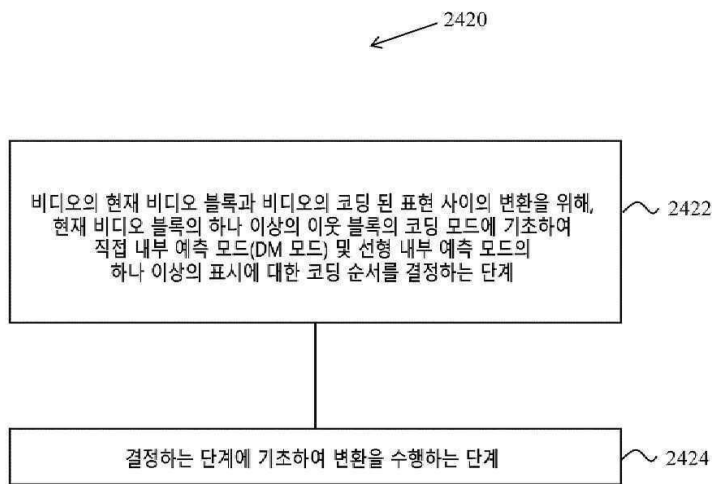 2420
비디오의 현재 비디오 블록과 비디오의 코딩 된 표현 사이의 변환을 위해,
현재 비디오 블록의 하나 이상의 이웃 블록의 코딩 모드에 기초하여
직접 내부 예측 모드(DM 모드) 및 선형 내부 예측 모드의
하나 이상의 표시에 대한 코딩 순서를 결정하는 단계
2422
결정하는 단계에 기초하여 변환을 수행하는 단계
2424